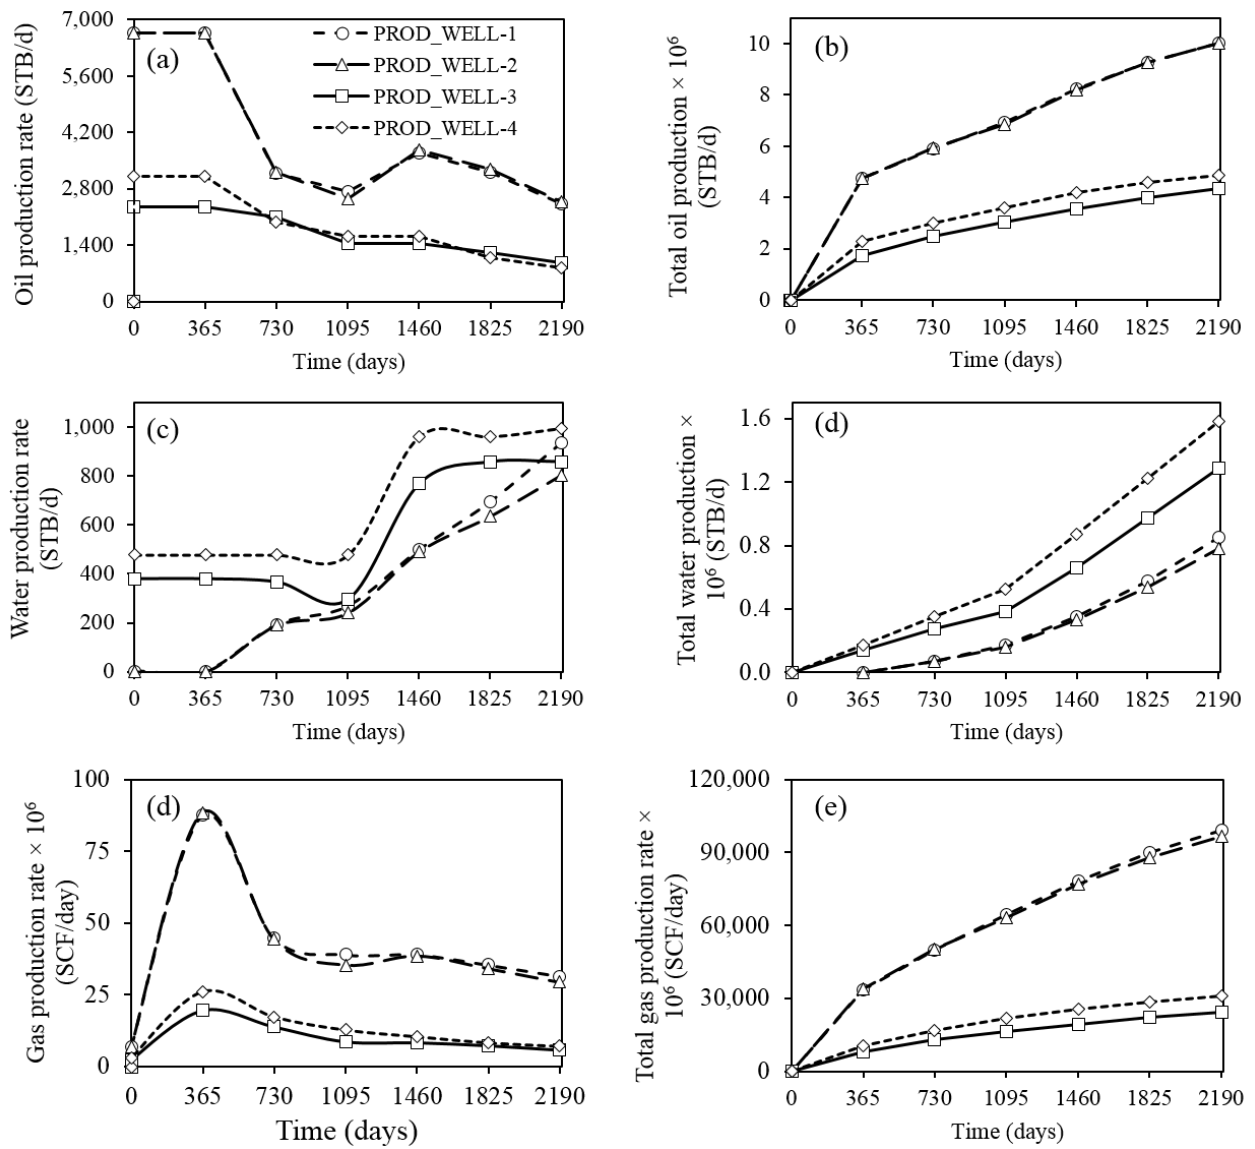 Oil production rate (STB/d)
7,000
5,600
4,200
2,800
1,400
0
(a)
PROD_WELL-1
PROD_WELL-2
PROD_WELL-3
PROD_WELL-4
0 365 730 1095 1460 1825 2190
Time (days)
Total oil production × 10⁶
(STB/d)
10
8
6
4
2
0
(b)
0 365 730 1095 1460 1825 2190
Time (days)
Water production rate
(STB/d)
1,000
800
600
400
200
0
(c)
0 365 730 1095 1460 1825 2190
Time (days)
Total water production ×
10⁶ (STB/d)
1.6
1.2
0.8
0.4
0.0
(d)
0 365 730 1095 1460 1825 2190
Time (days)
Gas production rate × 10⁶
(SCF/day)
100
75
50
25
0
(d)
0 365 730 1095 1460 1825 2190
Time (days)
Total gas production rate ×
10⁶ (SCF/day)
120,000
90,000
60,000
30,000
0
(e)
0 365 730 1095 1460 1825 2190
Time (days)